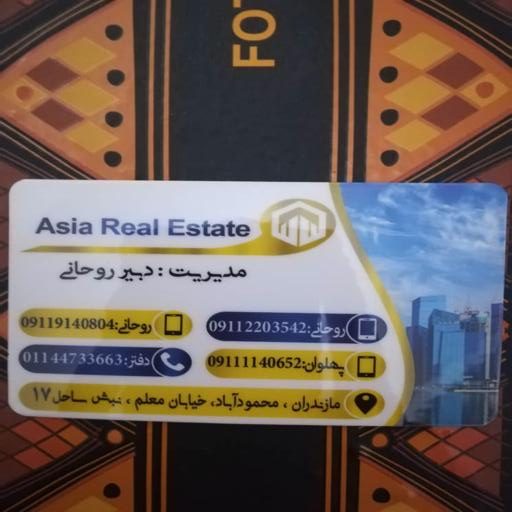 FOT
Asia Real Estate
مدیریت : دبیر روحانی
روحانی:09112203542 روحانی:09119140804
پهلوان:09111140652 دفتر:01144733663
مازندران ، محمودآباد، خیابان معلم ، نبش ساحل ۱۷